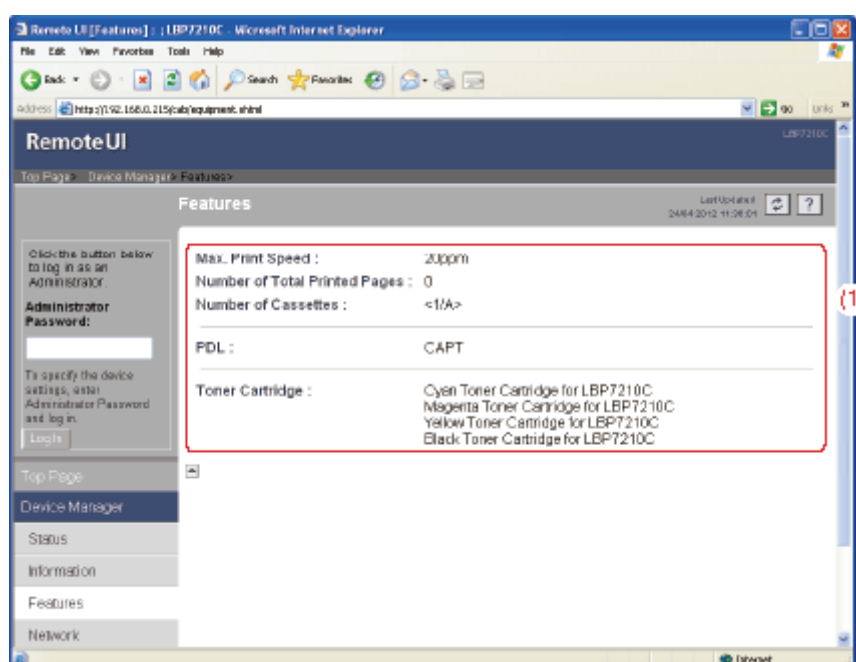 Remote UI [Features] : ; LBP7210C - Microsoft Internet Explorer
File Edit View Favorites Tools Help
Back Search Favorites
Address http://192.168.0.215/cab/equipment.shtml Go Links »
Remote UI
LBP7210C
Top Page> Device Manager> Features>
Features
Last Updated
24/04 2012 11:36:01
?
Click the button below
to log in as an
Administrator.
Administrator
Password:
To specify the device
settings, enter
Administrator Password
and log in.
Log In
Top Page
Device Manager
Status
Information
Features
Network
Max. Print Speed : 20ppm
Number of Total Printed Pages : 0
Number of Cassettes : <1/A>
PDL : CAPT
Toner Cartridge : Cyan Toner Cartridge for LBP7210C
Magenta Toner Cartridge for LBP7210C
Yellow Toner Cartridge for LBP7210C
Black Toner Cartridge for LBP7210C
(1
Internet